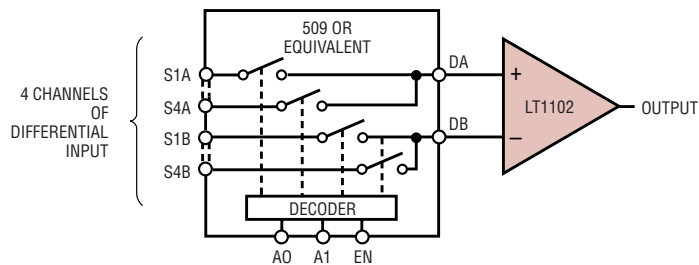 509 OR
EQUIVALENT
4 CHANNELS
OF
DIFFERENTIAL
INPUT
S1A
S4A
S1B
S4B
DA
DB
+
−
LT1102
OUTPUT
DECODER
A0 A1 EN